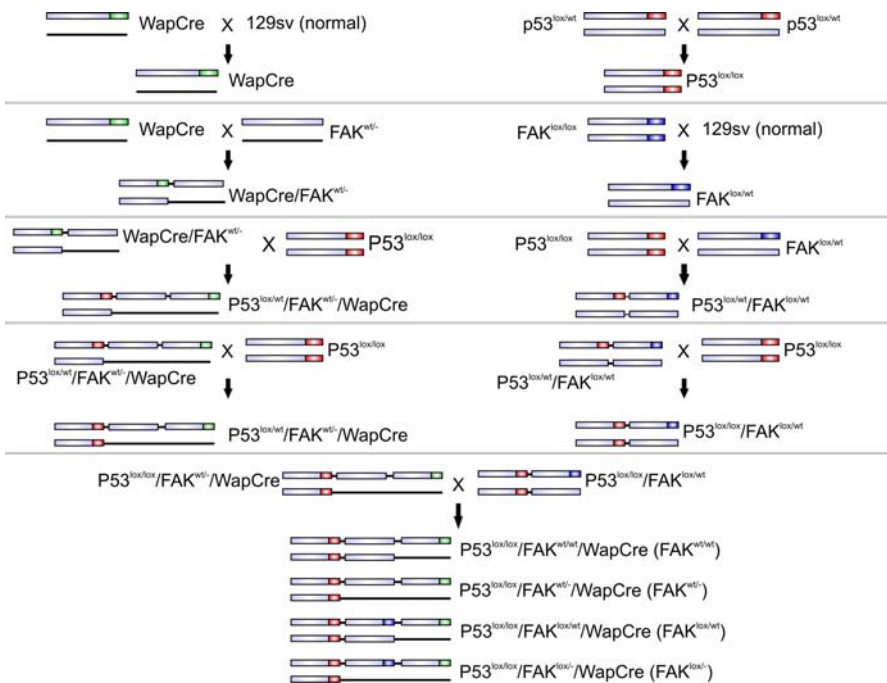 WapCre X 129sv (normal)
WapCre
p53lox/wt X p53lox/wt
P53lox/lox
WapCre X FAKwt/-
WapCre/FAKwt/-
FAKlox/lox X 129sv (normal)
FAKlox/wt
WapCre/FAKwt/- X P53lox/lox
P53lox/wt/FAKwt/-/WapCre
P53lox/lox X FAKlox/wt
P53lox/wt/FAKlox/wt
X P53lox/lox
P53lox/wt/FAKwt/-/WapCre
P53lox/wt/FAKwt/-/WapCre
X P53lox/lox
P53lox/wt/FAKlox/wt
P53lox/lox/FAKlox/wt
P53lox/lox/FAKwt/-/WapCre X P53lox/lox/FAKlox/wt
P53lox/lox/FAKwt/wt/WapCre (FAKwt/wt)
P53lox/lox/FAKwt/-/WapCre (FAKwt/-)
P53lox/lox/FAKlox/wt/WapCre (FAKlox/wt)
P53lox/lox/FAKlox/-/WapCre (FAKlox/-)